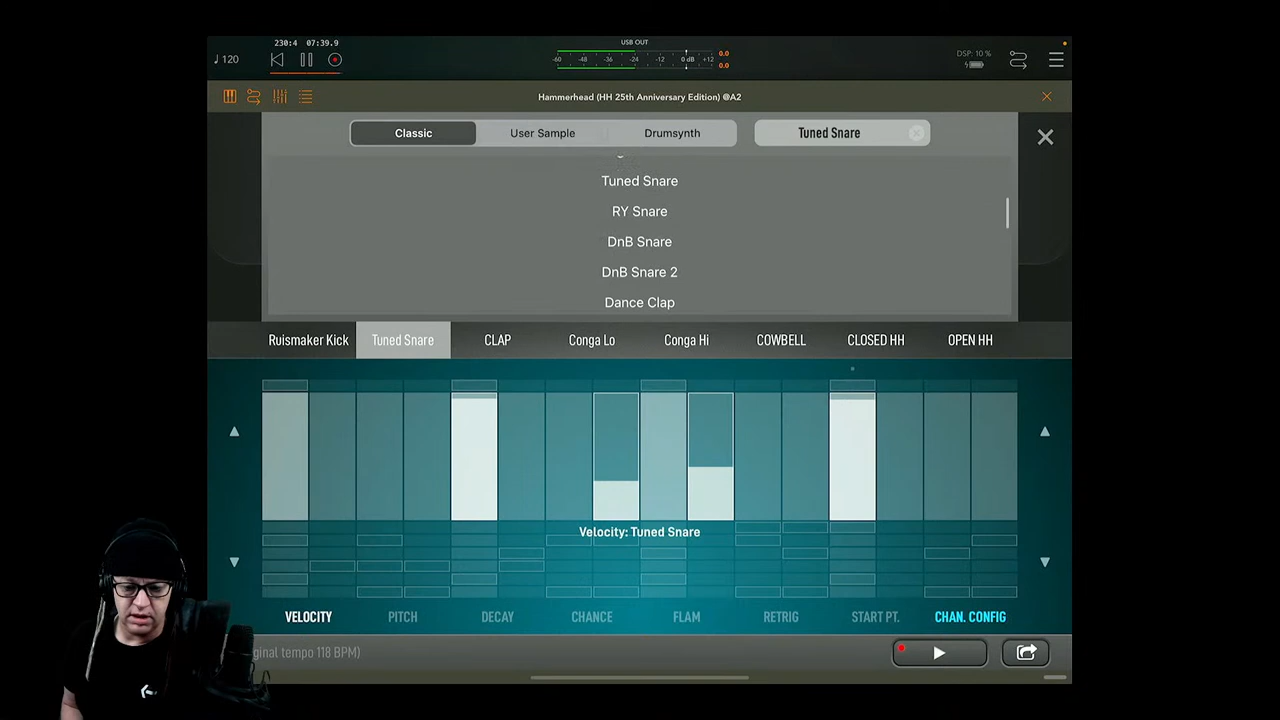 230:4 07:39.9
USB OUT
♩120
-60 -48 -36 -24 -12 0 dB +12
0.0
0.0
DSP: 10 %
Hammerhead (HH 25th Anniversary Edition) @A2
Classic User Sample Drumsynth Tuned Snare
Tuned Snare
RY Snare
DnB Snare
DnB Snare 2
Dance Clap
Ruismaker Kick Tuned Snare CLAP Conga Lo Conga Hi COWBELL CLOSED HH OPEN HH
Velocity: Tuned Snare
VELOCITY PITCH DECAY CHANCE FLAM RETRIG START PT. CHAN. CONFIG
ginal tempo 118 BPM)